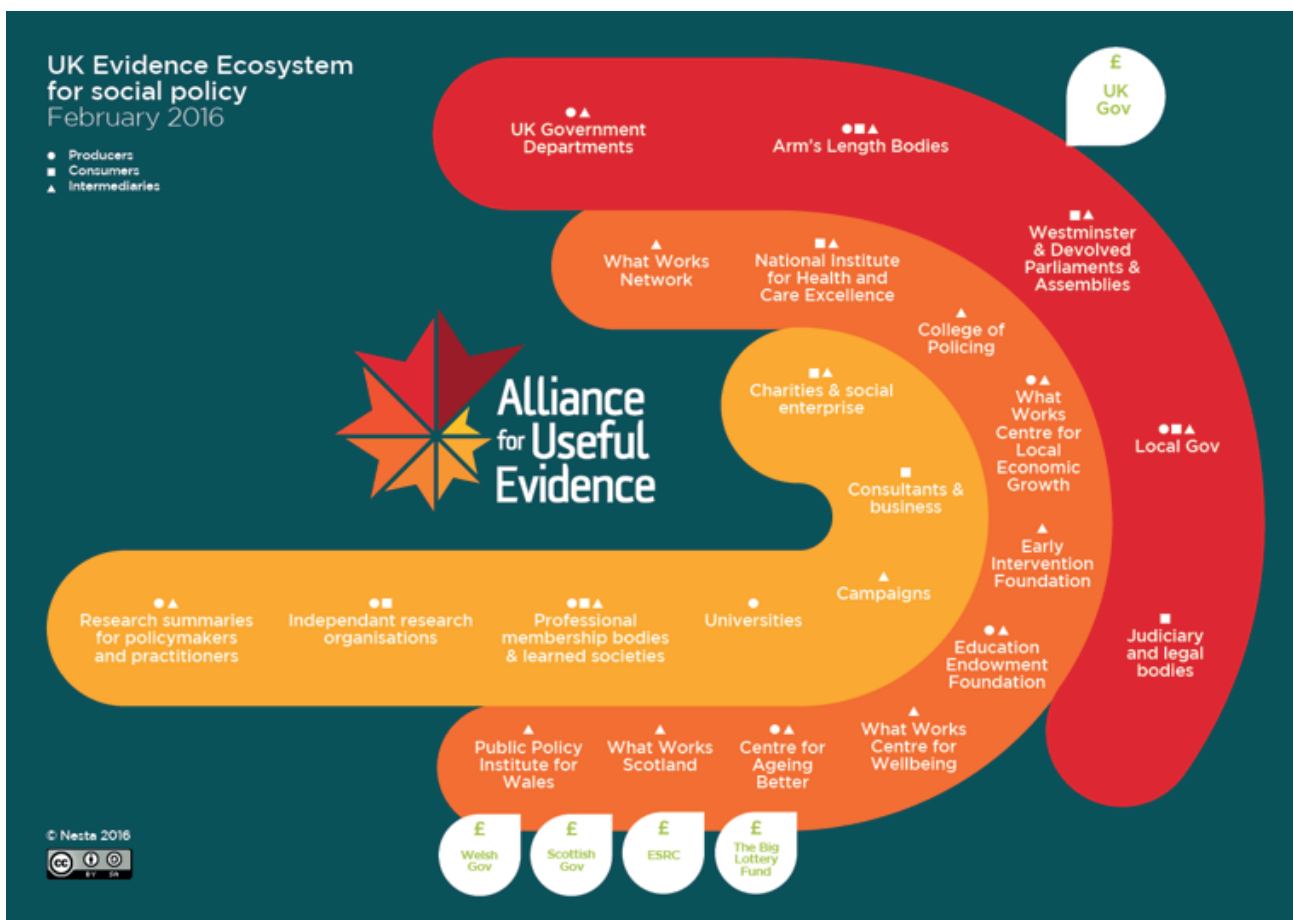 UK Evidence Ecosystem
for social policy
February 2016
Producers
Consumers
Intermediaries
£
UK
Gov
UK Government
Departments
Arm's Length Bodies
Westminster
& Devolved
Parliaments &
Assemblies
Local Gov
Judiciary
and legal
bodies
What Works
Network
National Institute
for Health and
Care Excellence
College of
Policing
What
Works
Centre for
Local
Economic
Growth
Early
Intervention
Foundation
Education
Endowment
Foundation
What Works
Centre for
Wellbeing
Centre for
Ageing
Better
What Works
Scotland
Public Policy
Institute for
Wales
Charities & social
enterprise
Consultants &
business
Campaigns
Universities
Professional
membership bodies
& learned societies
Independant research
organisations
Research summaries
for policymakers
and practitioners
Alliance
for Useful
Evidence
£
Welsh
Gov
£
Scottish
Gov
£
ESRC
£
The Big
Lottery
Fund
© Nesta 2016
cc
BY SA